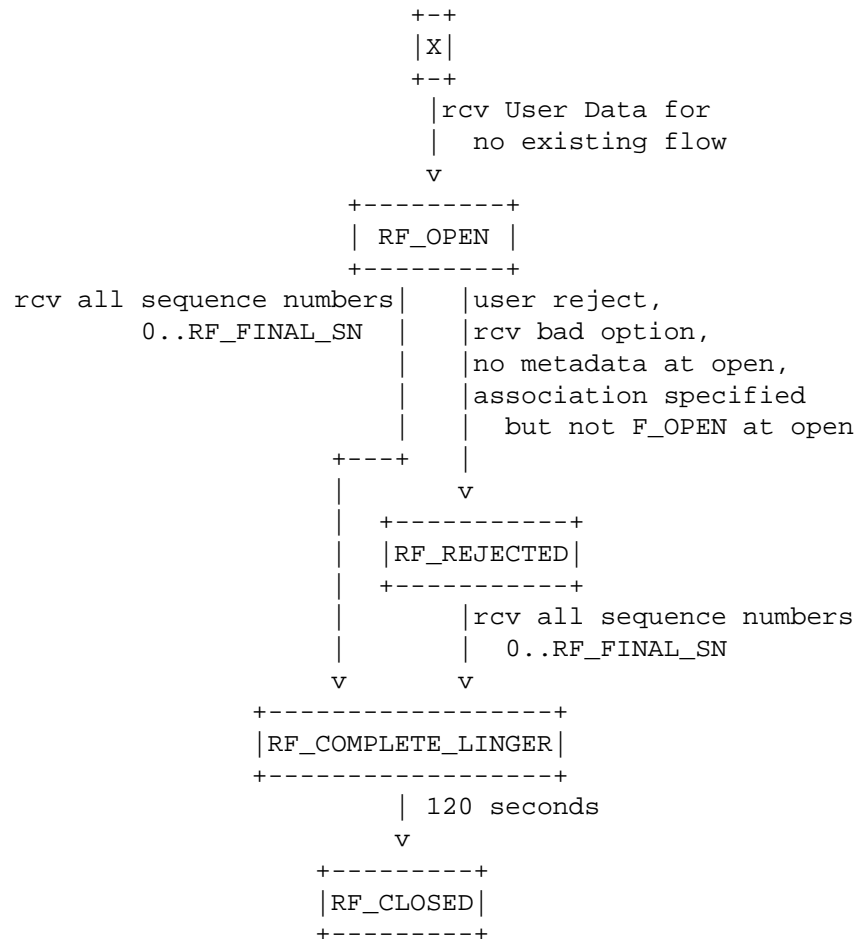 X
rcv User Data for
no existing flow
RF_OPEN
rcv all sequence numbers
0..RF_FINAL_SN
user reject,
rcv bad option,
no metadata at open,
association specified
but not F_OPEN at open
RF_REJECTED
rcv all sequence numbers
0..RF_FINAL_SN
RF_COMPLETE_LINGER
120 seconds
RF_CLOSED